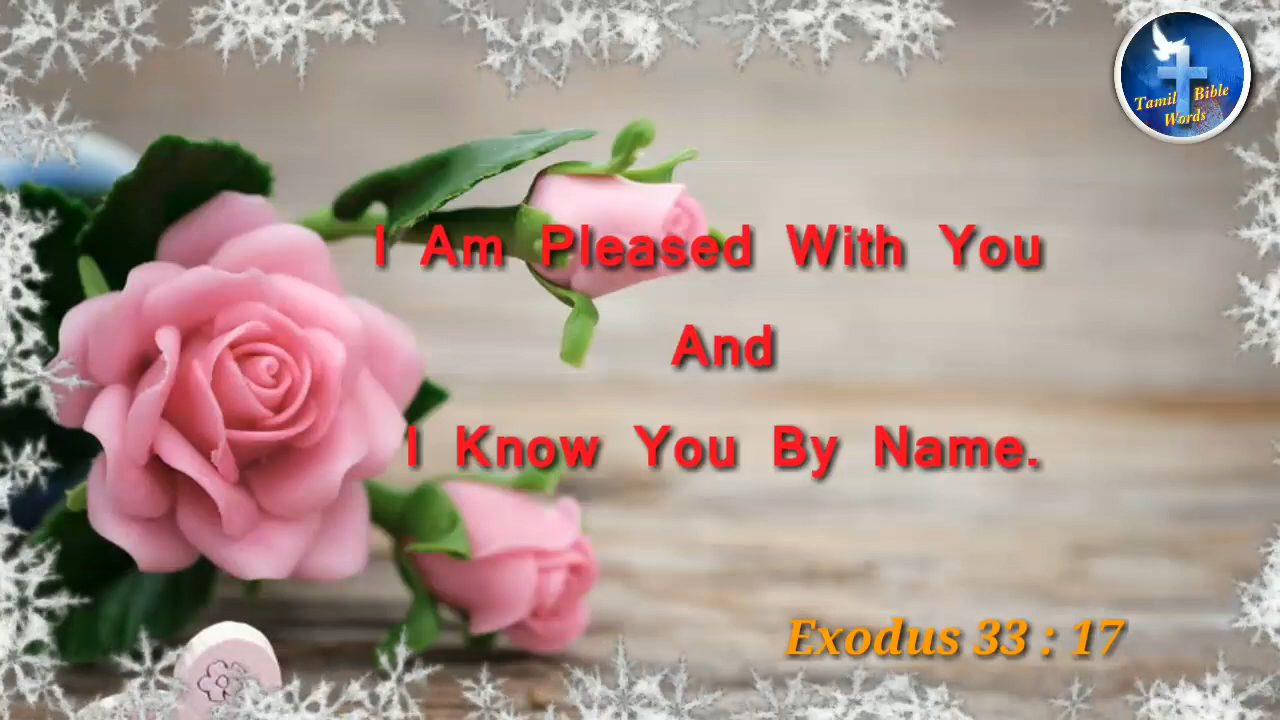 Tamil Bible
Words
I Am Pleased With You
And
I Know You By Name.
Exodus 33 : 17